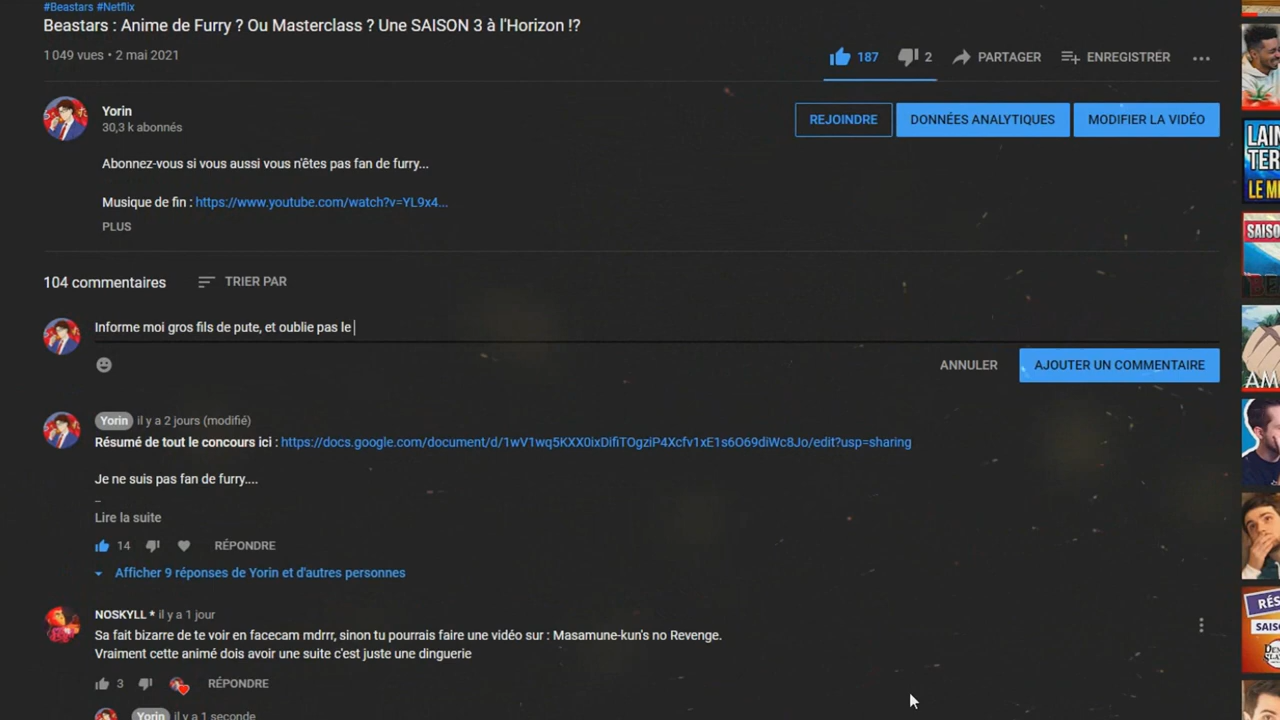 #Beastars #Netflix
Beastars : Anime de Furry ? Ou Masterclass ? Une SAISON 3 à l'Horizon !?
1 049 vues • 2 mai 2021
187
2
PARTAGER
ENREGISTRER
Yorin
30,3 k abonnés
REJOINDRE
DONNÉES ANALYTIQUES
MODIFIER LA VIDÉO
Abonnez-vous si vous aussi vous n'êtes pas fan de furry...
Musique de fin : https://www.youtube.com/watch?v=YL9x4...
PLUS
104 commentaires
TRIER PAR
Informe moi gros fils de pute, et oublie pas le
ANNULER
AJOUTER UN COMMENTAIRE
Yorin il y a 2 jours (modifié)
Résumé de tout le concours ici : https://docs.google.com/document/d/1wV1wq5KXX0ixDifiTOgziP4Xcfv1xE1s6O69diWc8Jo/edit?usp=sharing
Je ne suis pas fan de furry....
_
Lire la suite
14
RÉPONDRE
Afficher 9 réponses de Yorin et d'autres personnes
NOSKYLL * il y a 1 jour
Sa fait bizarre de te voir en facecam mdrrr, sinon tu pourrais faire une vidéo sur : Masamune-kun's no Revenge.
Vraiment cette animé dois avoir une suite c'est juste une dinguerie
3
RÉPONDRE
Yorin il y a 1 seconde
LAIN
TER
LE M
SAISO
AM
RÉS
SAISO